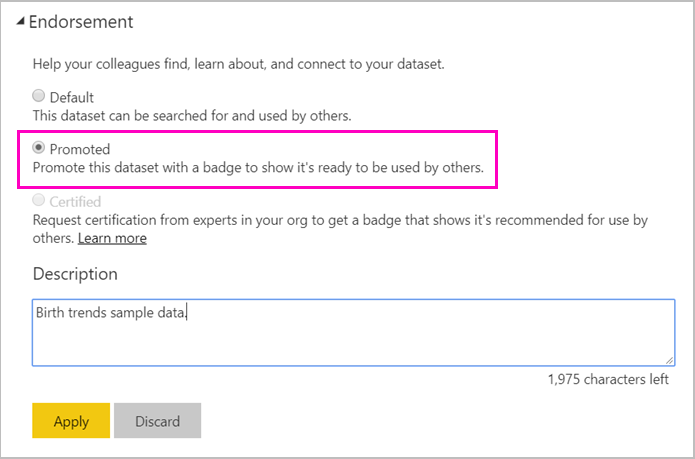 Endorsement
Help your colleagues find, learn about, and connect to your dataset.
Default
This dataset can be searched for and used by others.
Promoted
Promote this dataset with a badge to show it's ready to be used by others.
Certified
Request certification from experts in your org to get a badge that shows it's recommended for use by
others. Learn more
Description
Birth trends sample data.
1,975 characters left
Apply Discard